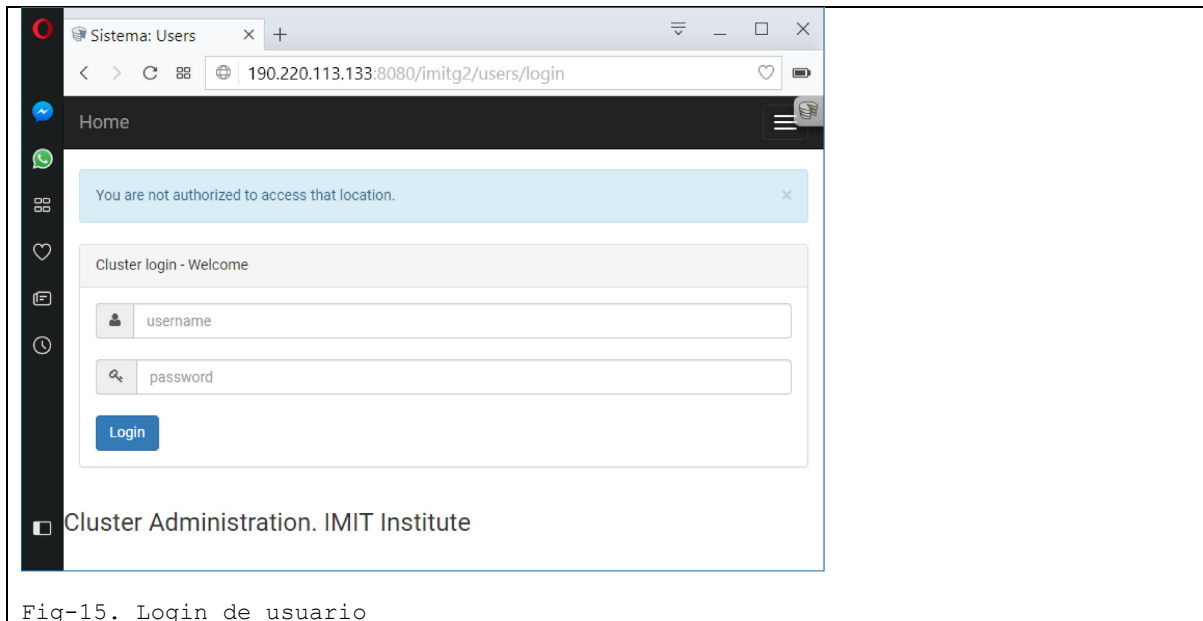 Sistema: Users
190.220.113.133:8080/imitg2/users/login
Home
You are not authorized to access that location.
Cluster login - Welcome
username
password
Login
Cluster Administration. IMIT Institute
Fig-15. Login de usuario